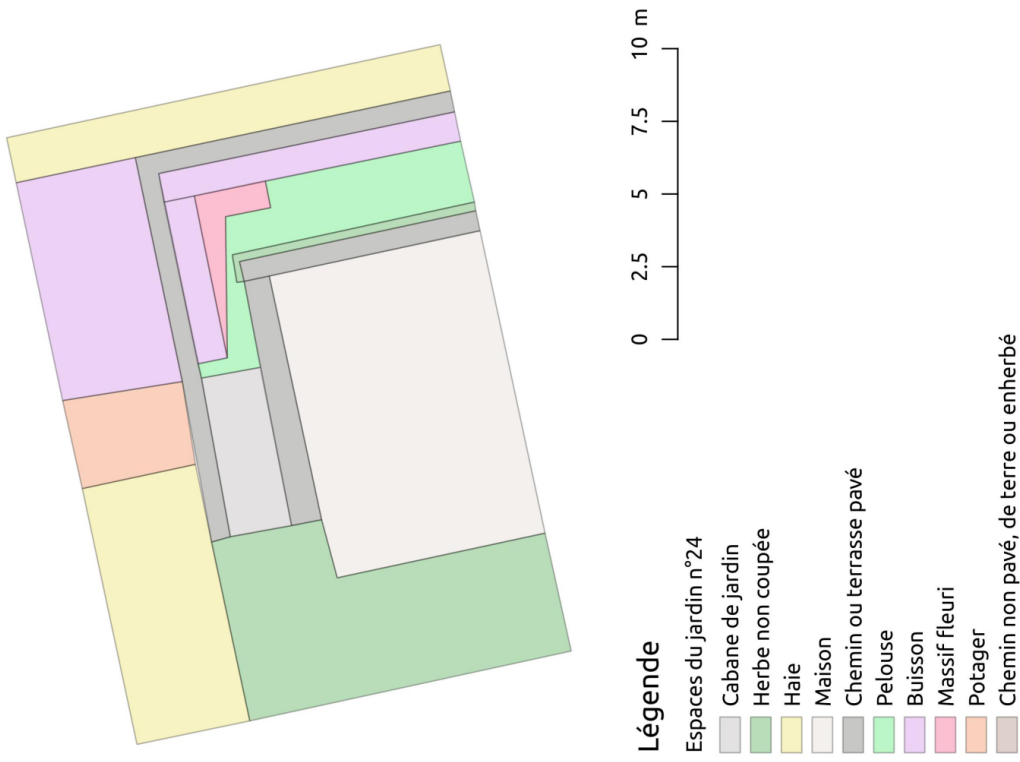 Légende
Espaces du jardin n°24
Cabane de jardin
Herbe non coupée
Haie
Maison
Chemin ou terrasse pavé
Pelouse
Buisson
Massif fleuri
Potager
Chemin non pavé, de terre ou enherbé
0 2.5 5 7.5 10 m